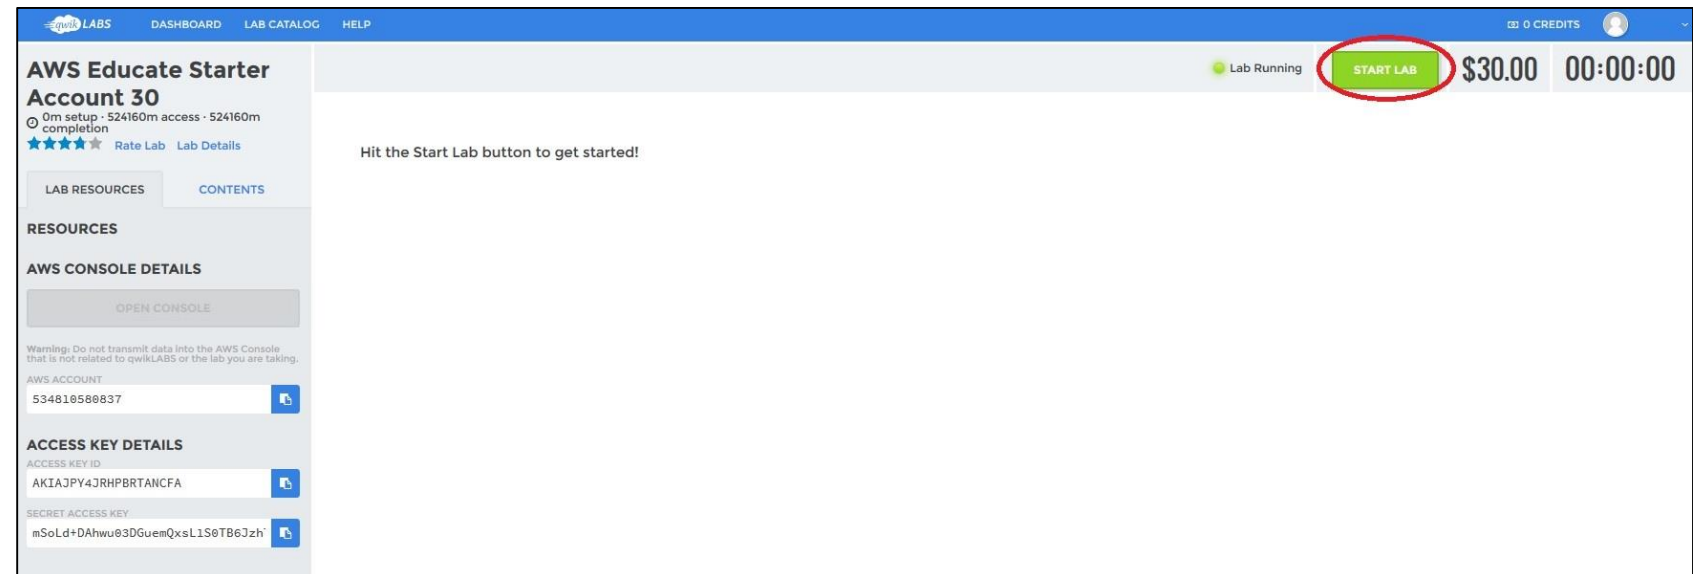 qwikLABS DASHBOARD LAB CATALOG HELP 0 CREDITS
AWS Educate Starter
Account 30
0m setup · 524160m access · 524160m
completion
Rate Lab Lab Details
Lab Running START LAB $30.00 00:00:00
Hit the Start Lab button to get started!
LAB RESOURCES CONTENTS
RESOURCES
AWS CONSOLE DETAILS
OPEN CONSOLE
Warning: Do not transmit data into the AWS Console
that is not related to qwikLABS or the lab you are taking.
AWS ACCOUNT
534810580837
ACCESS KEY DETAILS
ACCESS KEY ID
AKIAJPY4JRHPBRTANCFA
SECRET ACCESS KEY
mSoLd+DAhwu03DGuemQxsL1S0TB6Jzh